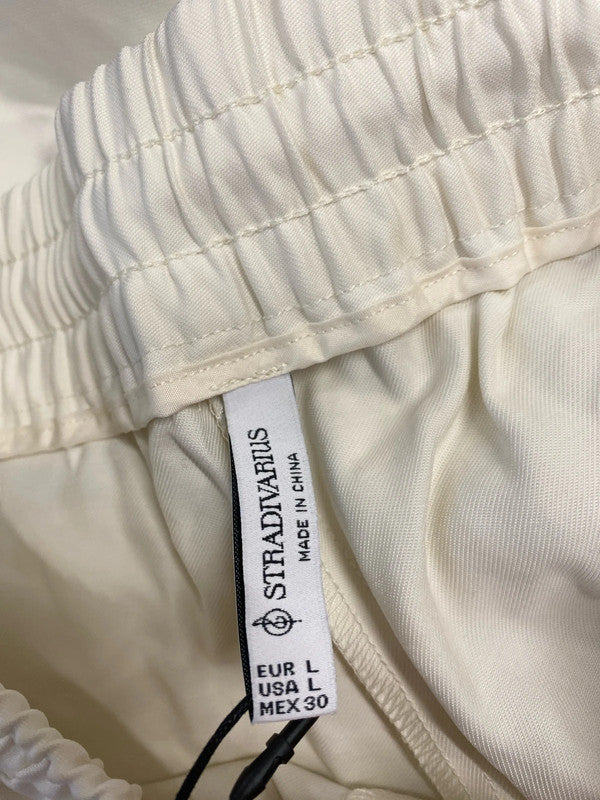 STRADIVARIUS
MADE IN CHINA
EUR L
USA L
MEX 30